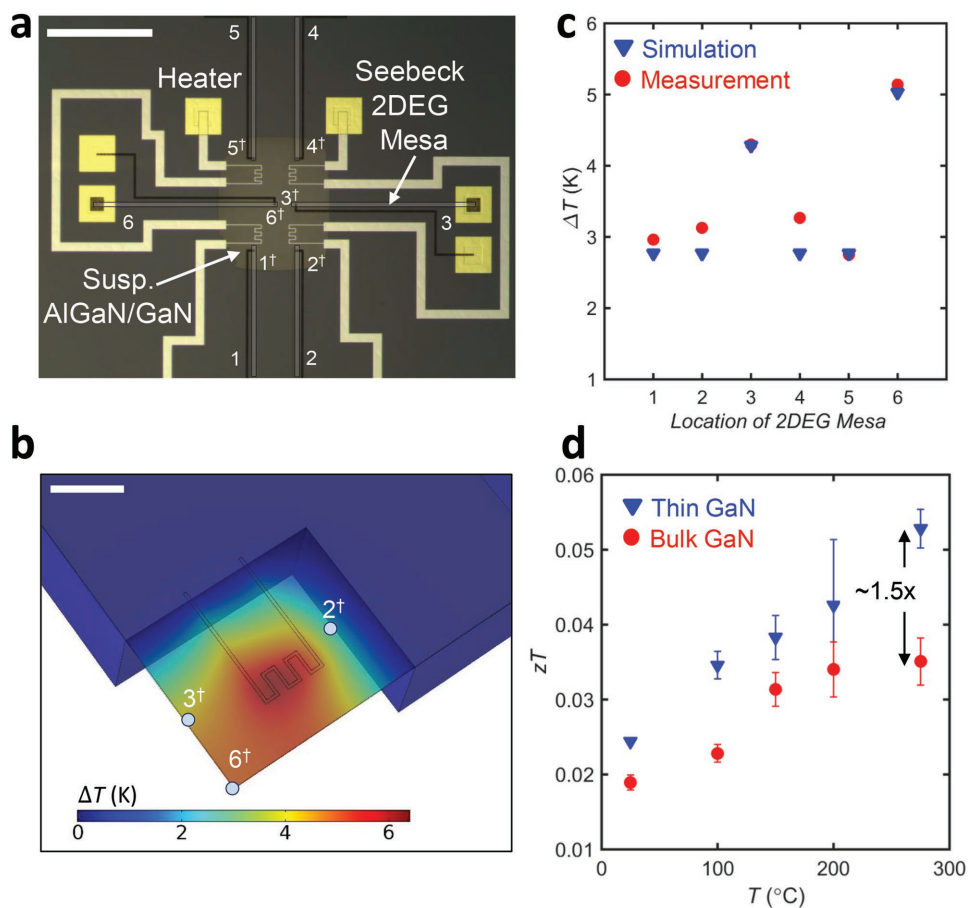 a
5
4
Heater
Seebeck
2DEG
Mesa
5†
4†
3†
6
6†
3
Susp.
AlGaN/GaN
1†
2†
1
2
b
2†
3†
6†
ΔT (K)
0
2
4
6
c
Simulation
Measurement
ΔT (K)
6
5
4
3
2
1
1
2
3
4
5
6
Location of 2DEG Mesa
d
Thin GaN
Bulk GaN
~1.5x
zT
0.06
0.05
0.04
0.03
0.02
0.01
0
100
200
300
T (°C)